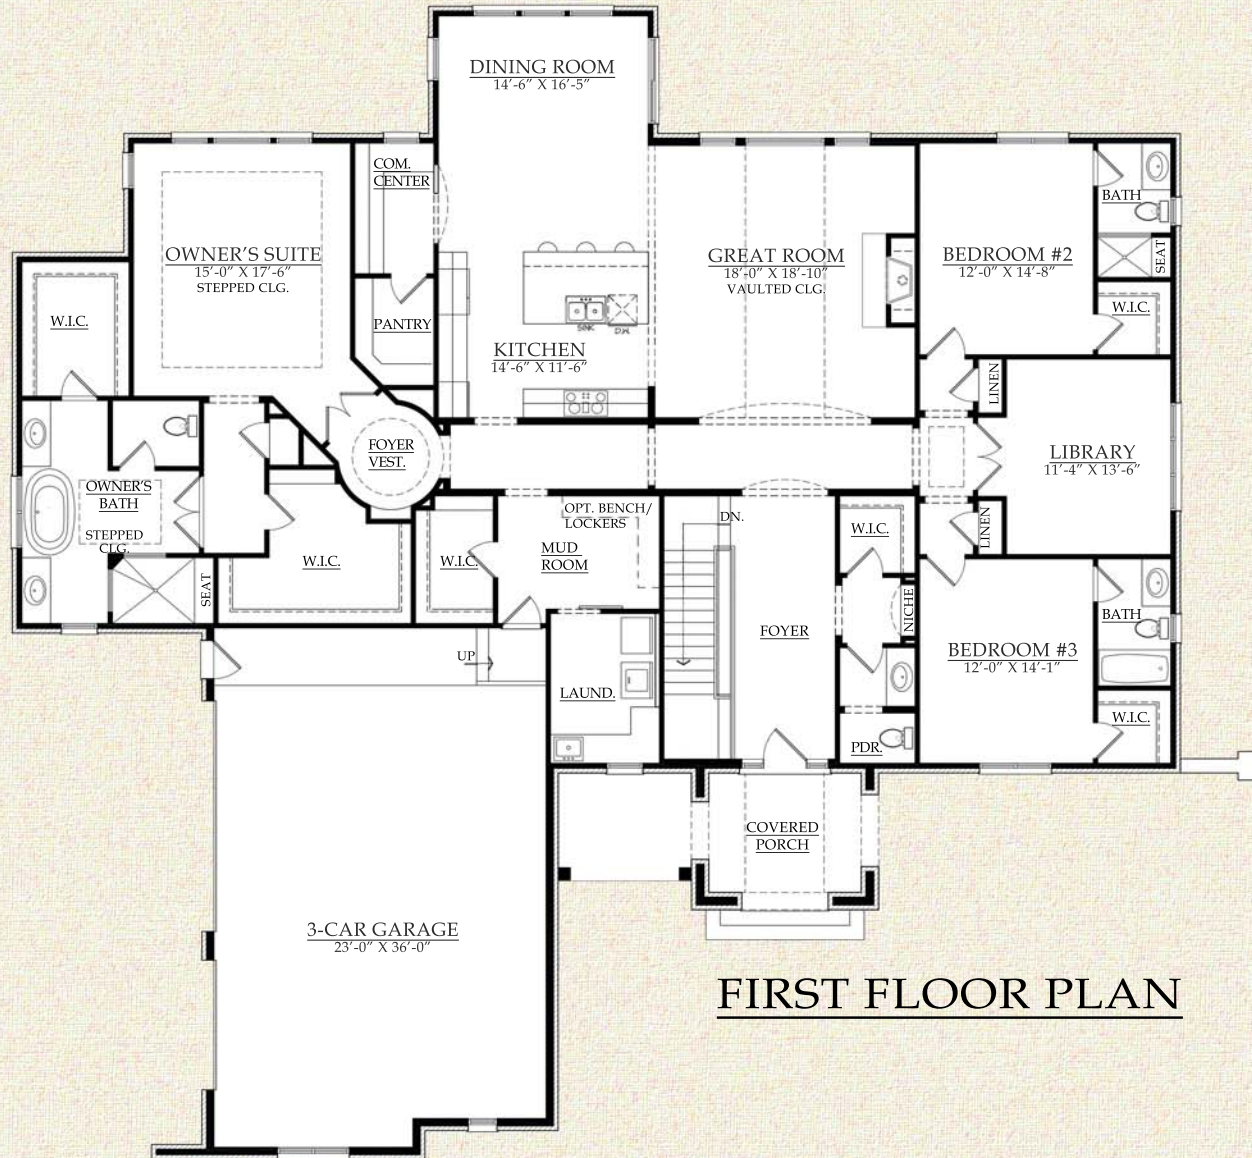 DINING ROOM
14'-6" X 16'-5"
COM.
CENTER
BATH
OWNER'S SUITE
15'-0" X 17'-6"
STEPPED CLG.
GREAT ROOM
18'-0" X 18'-10"
VAULTED CLG.
BEDROOM #2
12'-0" X 14'-8"
SEAT
W.I.C.
PANTRY
SINK
D.W.
W.I.C.
KITCHEN
14'-6" X 11'-6"
LINEN
FOYER
VEST.
LIBRARY
11'-4" X 13'-6"
OWNER'S
BATH
STEPPED
CLG.
OPT. BENCH/
LOCKERS
DN.
W.I.C.
LINEN
W.I.C.
W.I.C.
MUD
ROOM
SEAT
NICHE
BATH
FOYER
BEDROOM #3
12'-0" X 14'-1"
UP
LAUND.
W.I.C.
PDR.
COVERED
PORCH
3-CAR GARAGE
23'-0" X 36'-0"
FIRST FLOOR PLAN